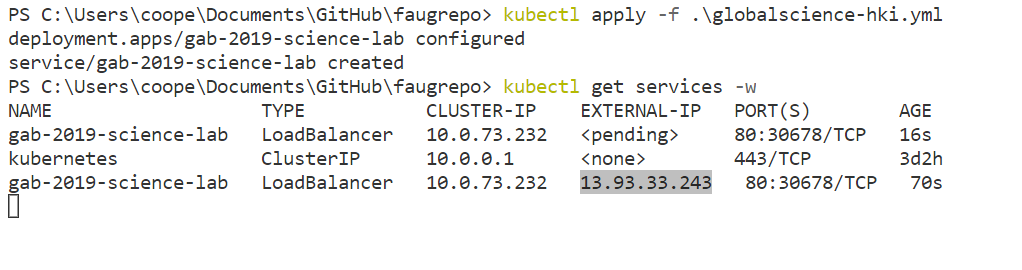 PS C:\Users\coope\Documents\GitHub\faugrepo> kubectl apply -f .\globalscience-hki.yml
deployment.apps/gab-2019-science-lab configured
service/gab-2019-science-lab created
PS C:\Users\coope\Documents\GitHub\faugrepo> kubectl get services -w
NAME                   TYPE           CLUSTER-IP    EXTERNAL-IP   PORT(S)        AGE
gab-2019-science-lab   LoadBalancer   10.0.73.232   <pending>     80:30678/TCP   16s
kubernetes             ClusterIP      10.0.0.1      <none>        443/TCP        3d2h
gab-2019-science-lab   LoadBalancer   10.0.73.232   13.93.33.243   80:30678/TCP   70s